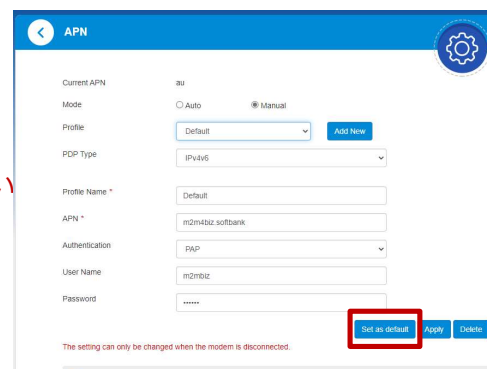 APN
Current APN au
Mode Auto Manual
Profile Default Add New
PDP Type IPv4v6
Profile Name * Default
APN * m2m4biz.softbank
Authentication PAP
User Name m2mbiz
Password ••••••
Set as default Apply Delete
The setting can only be changed when the modem is disconnected.